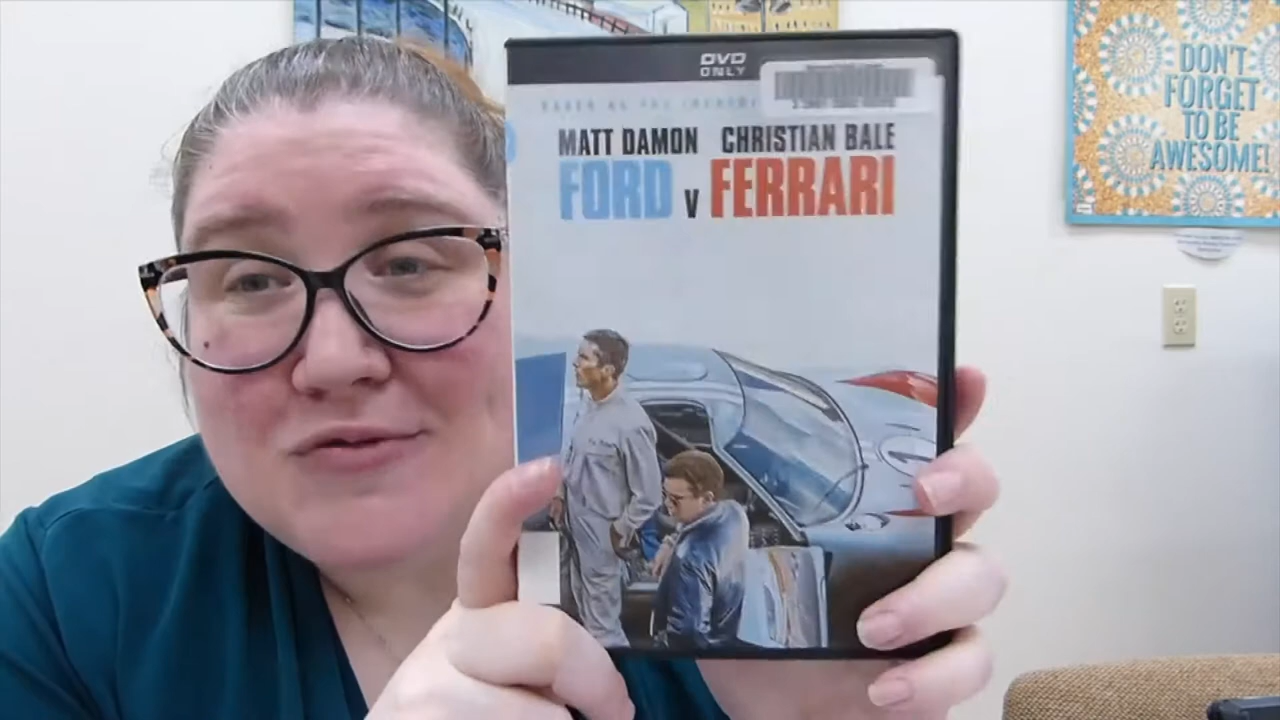 DVD
ONLY
MATT DAMON CHRISTIAN BALE
FORD v FERRARI
DON'T
FORGET
TO BE
AWESOME!